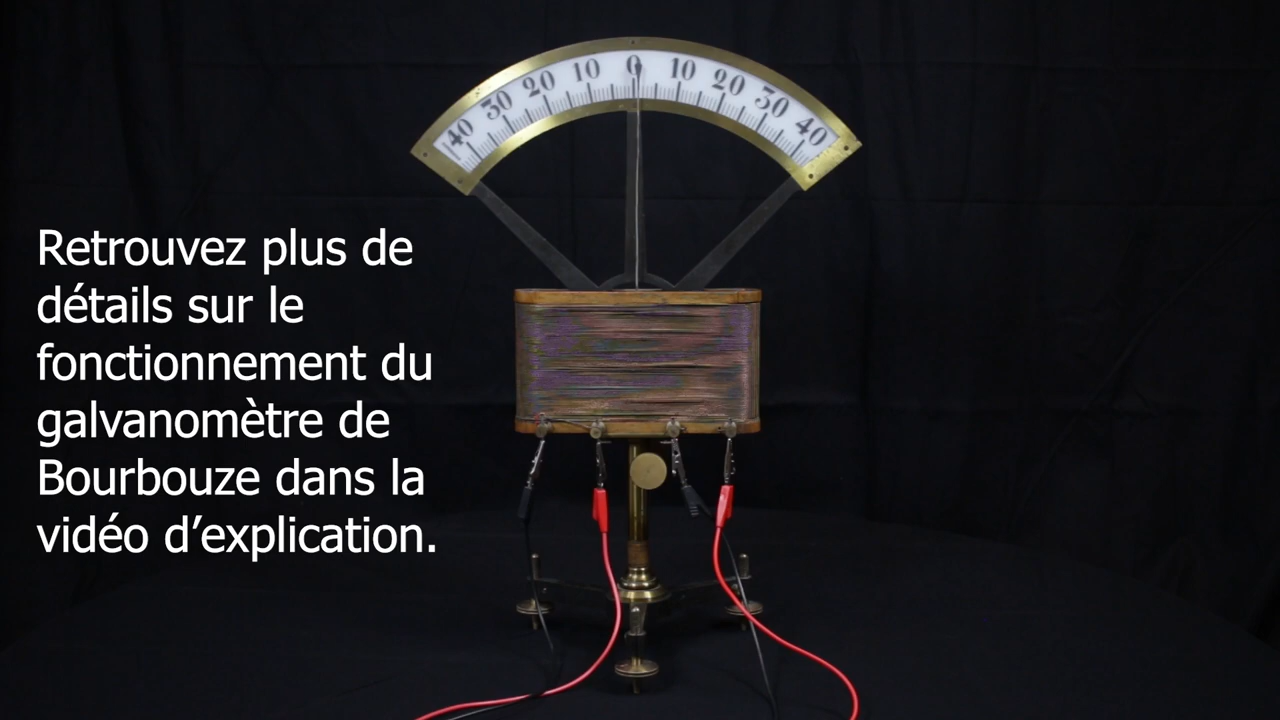 40 30 20 10 0 10 20 30 40
Retrouvez plus de
détails sur le
fonctionnement du
galvanomètre de
Bourbouze dans la
vidéo d’explication.